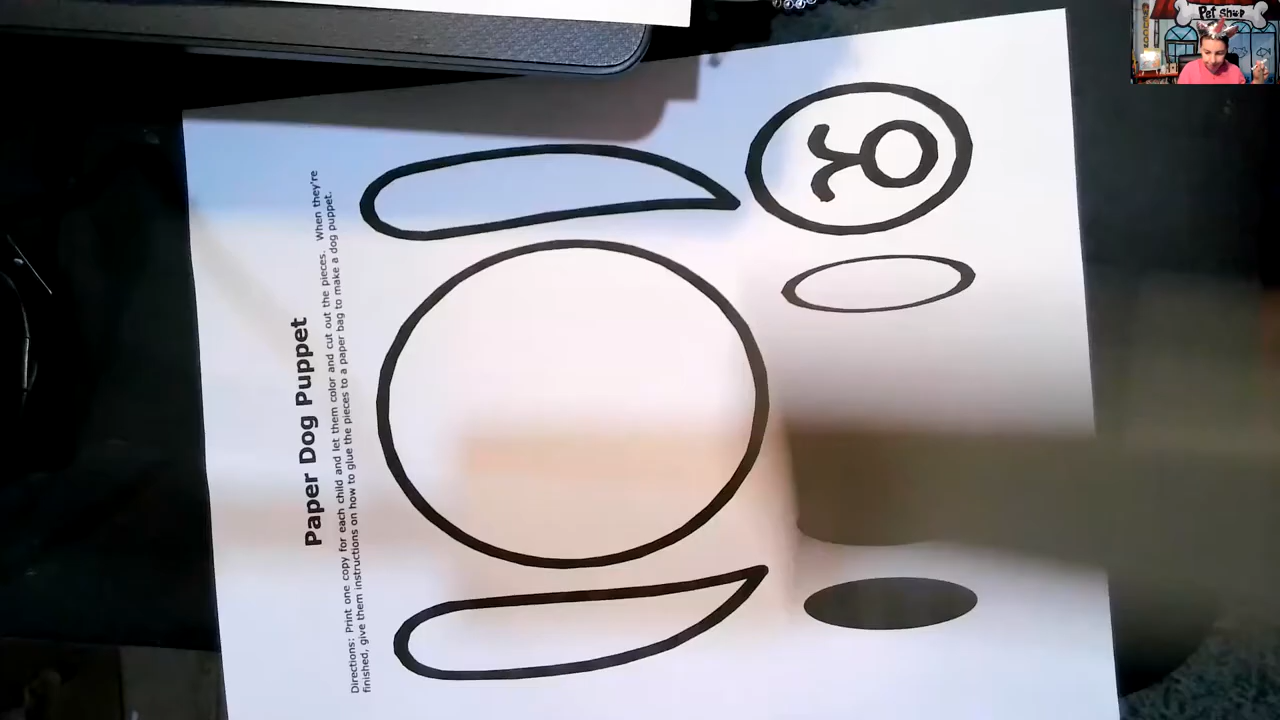 Paper Dog Puppet
Directions: Print one copy for each child and let them color and cut out the pieces. When they're
finished, give them instructions on how to glue the pieces to a paper bag to make a dog puppet.
Pet Shop